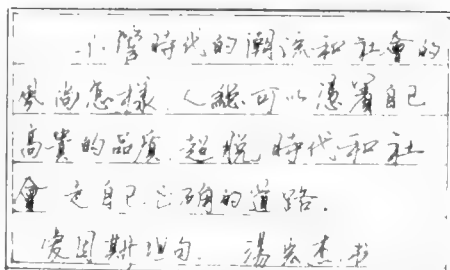 不管時代的潮流和社會的
風尚怎樣,人總可以憑著自己
高貴的品質,超脫時代和社
會,走自己正確的道路。
愛因斯坦句 湯宏杰书